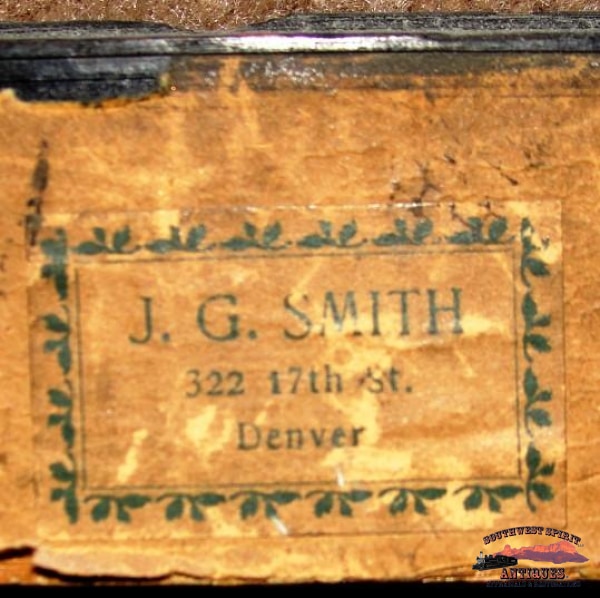 J. G. SMITH
322 17th St.
Denver
SOUTHWEST SPIRIT
ANTIQUES